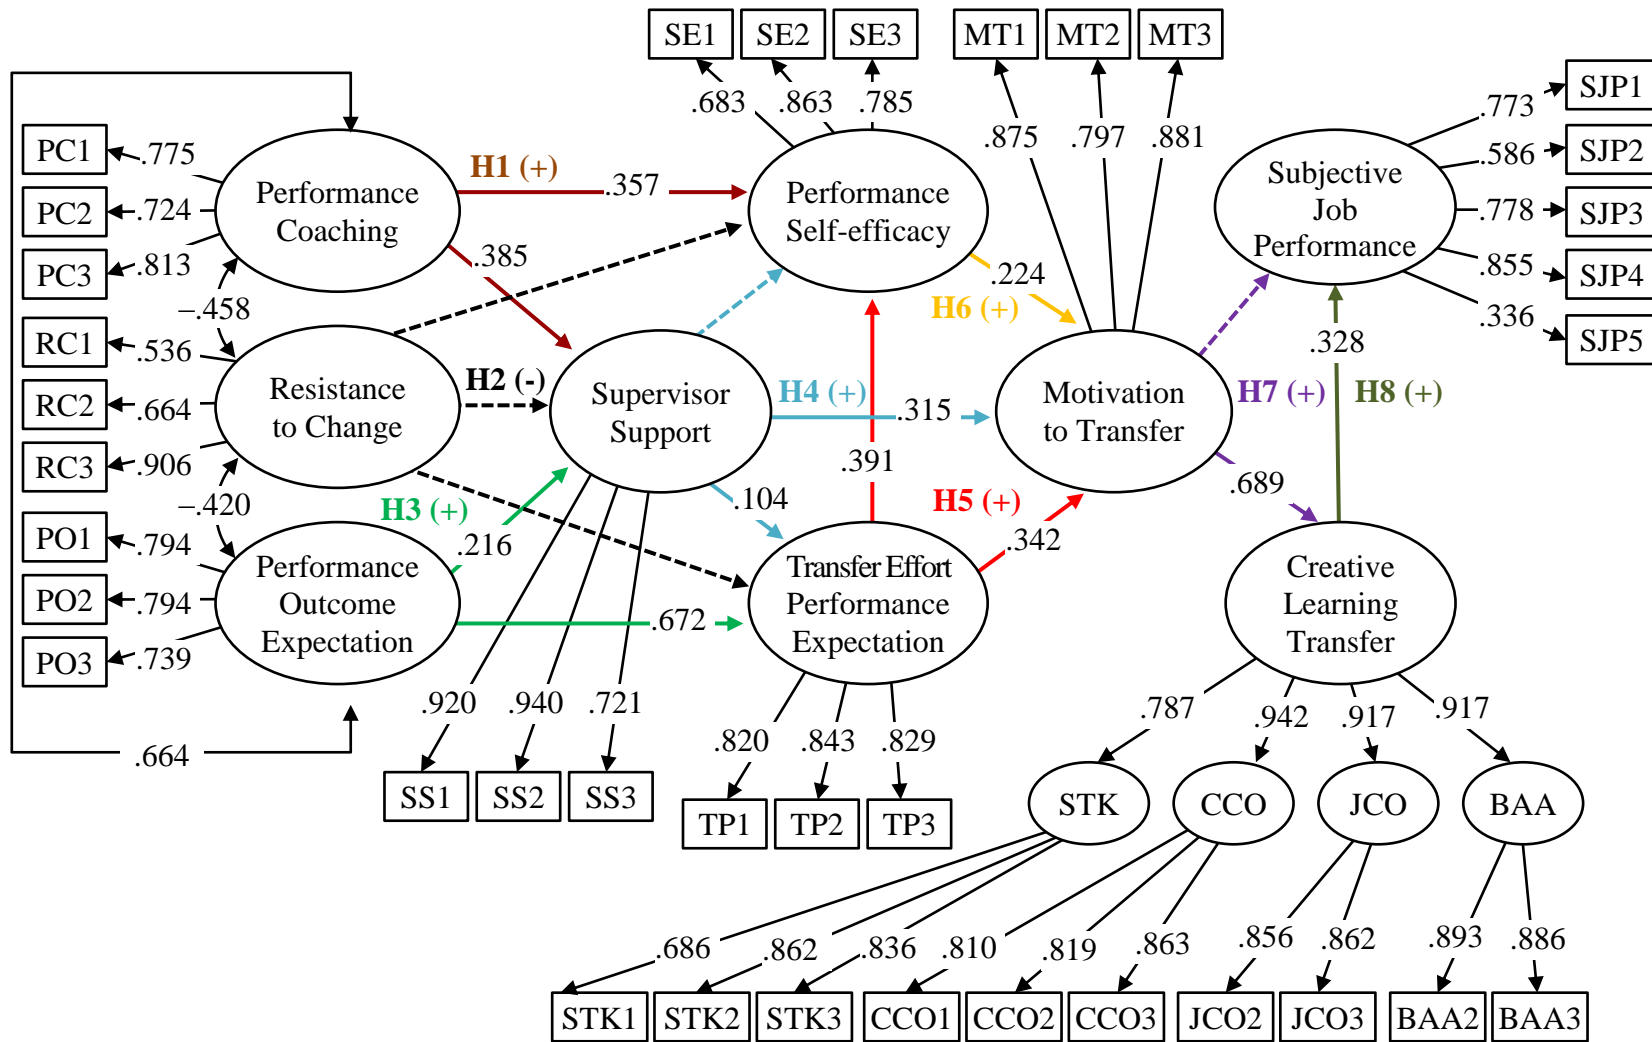 SE1
SE2
SE3
MT1
MT2
MT3
.683
.863
.785
.875
.797
.881
SJP1
SJP2
SJP3
SJP4
SJP5
.773
.586
.778
.855
.336
PC1
PC2
PC3
.775
.724
.813
Performance
Coaching
H1 (+)
.357
.385
Performance
Self-efficacy
.224
H6 (+)
Subjective
Job
Performance
–.458
RC1
RC2
RC3
.536
.664
.906
Resistance
to Change
H2 (-)
Supervisor
Support
H4 (+)
.315
.391
Motivation
to Transfer
H7 (+)
.328
H8 (+)
.689
–.420
PO1
PO2
PO3
.794
.794
.739
Performance
Outcome
Expectation
H3 (+)
.216
.104
H5 (+)
.342
.672
Transfer Effort
Performance
Expectation
Creative
Learning
Transfer
.664
.920
.940
.721
SS1
SS2
SS3
.820
.843
.829
TP1
TP2
TP3
.787
.942
.917
.917
STK
CCO
JCO
BAA
.686
.862
.836
.810
.819
.863
.856
.862
.893
.886
STK1
STK2
STK3
CCO1
CCO2
CCO3
JCO2
JCO3
BAA2
BAA3